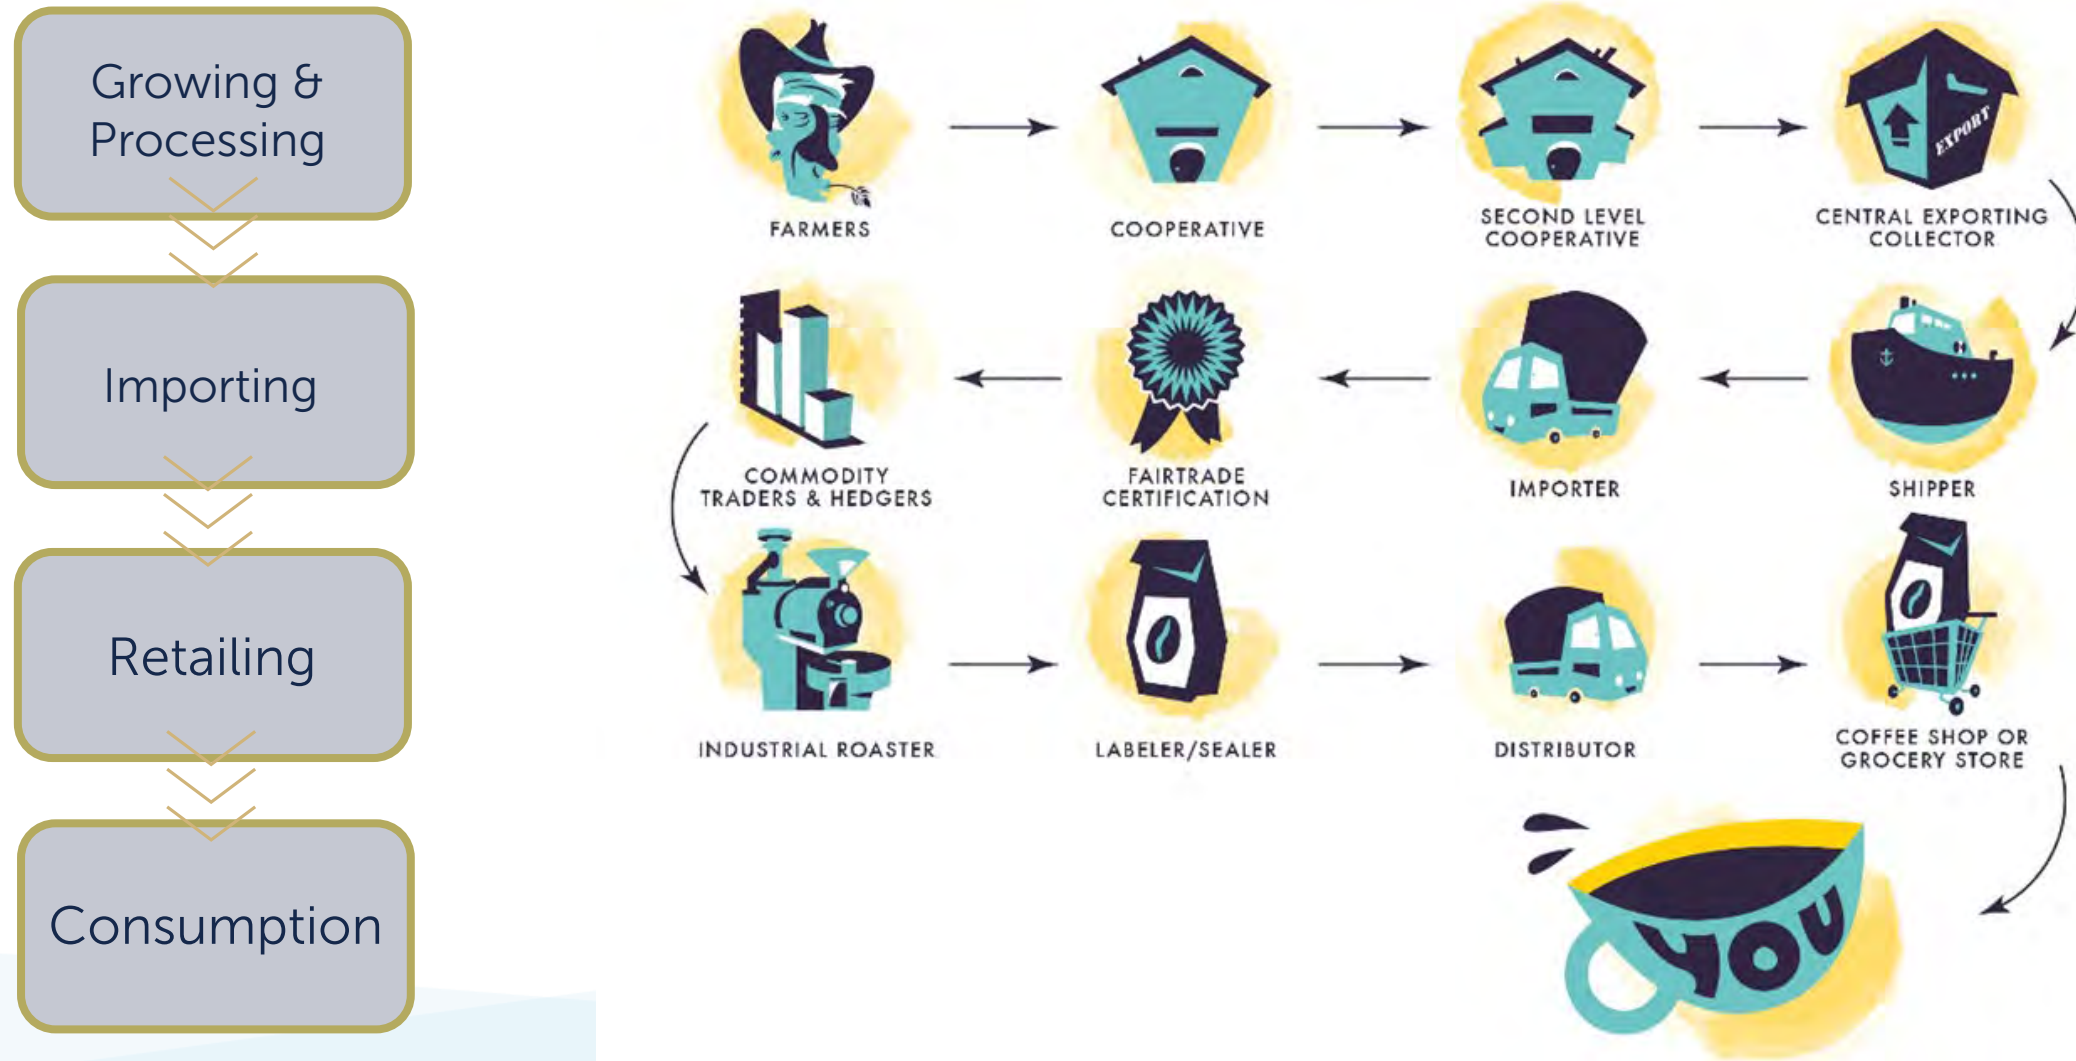 Growing &
Processing
Importing
Retailing
Consumption
FARMERS
COOPERATIVE
SECOND LEVEL
COOPERATIVE
EXPORT
CENTRAL EXPORTING
COLLECTOR
COMMODITY
TRADERS & HEDGERS
FAIRTRADE
CERTIFICATION
IMPORTER
SHIPPER
INDUSTRIAL ROASTER
LABELER/SEALER
DISTRIBUTOR
COFFEE SHOP OR
GROCERY STORE
YOU